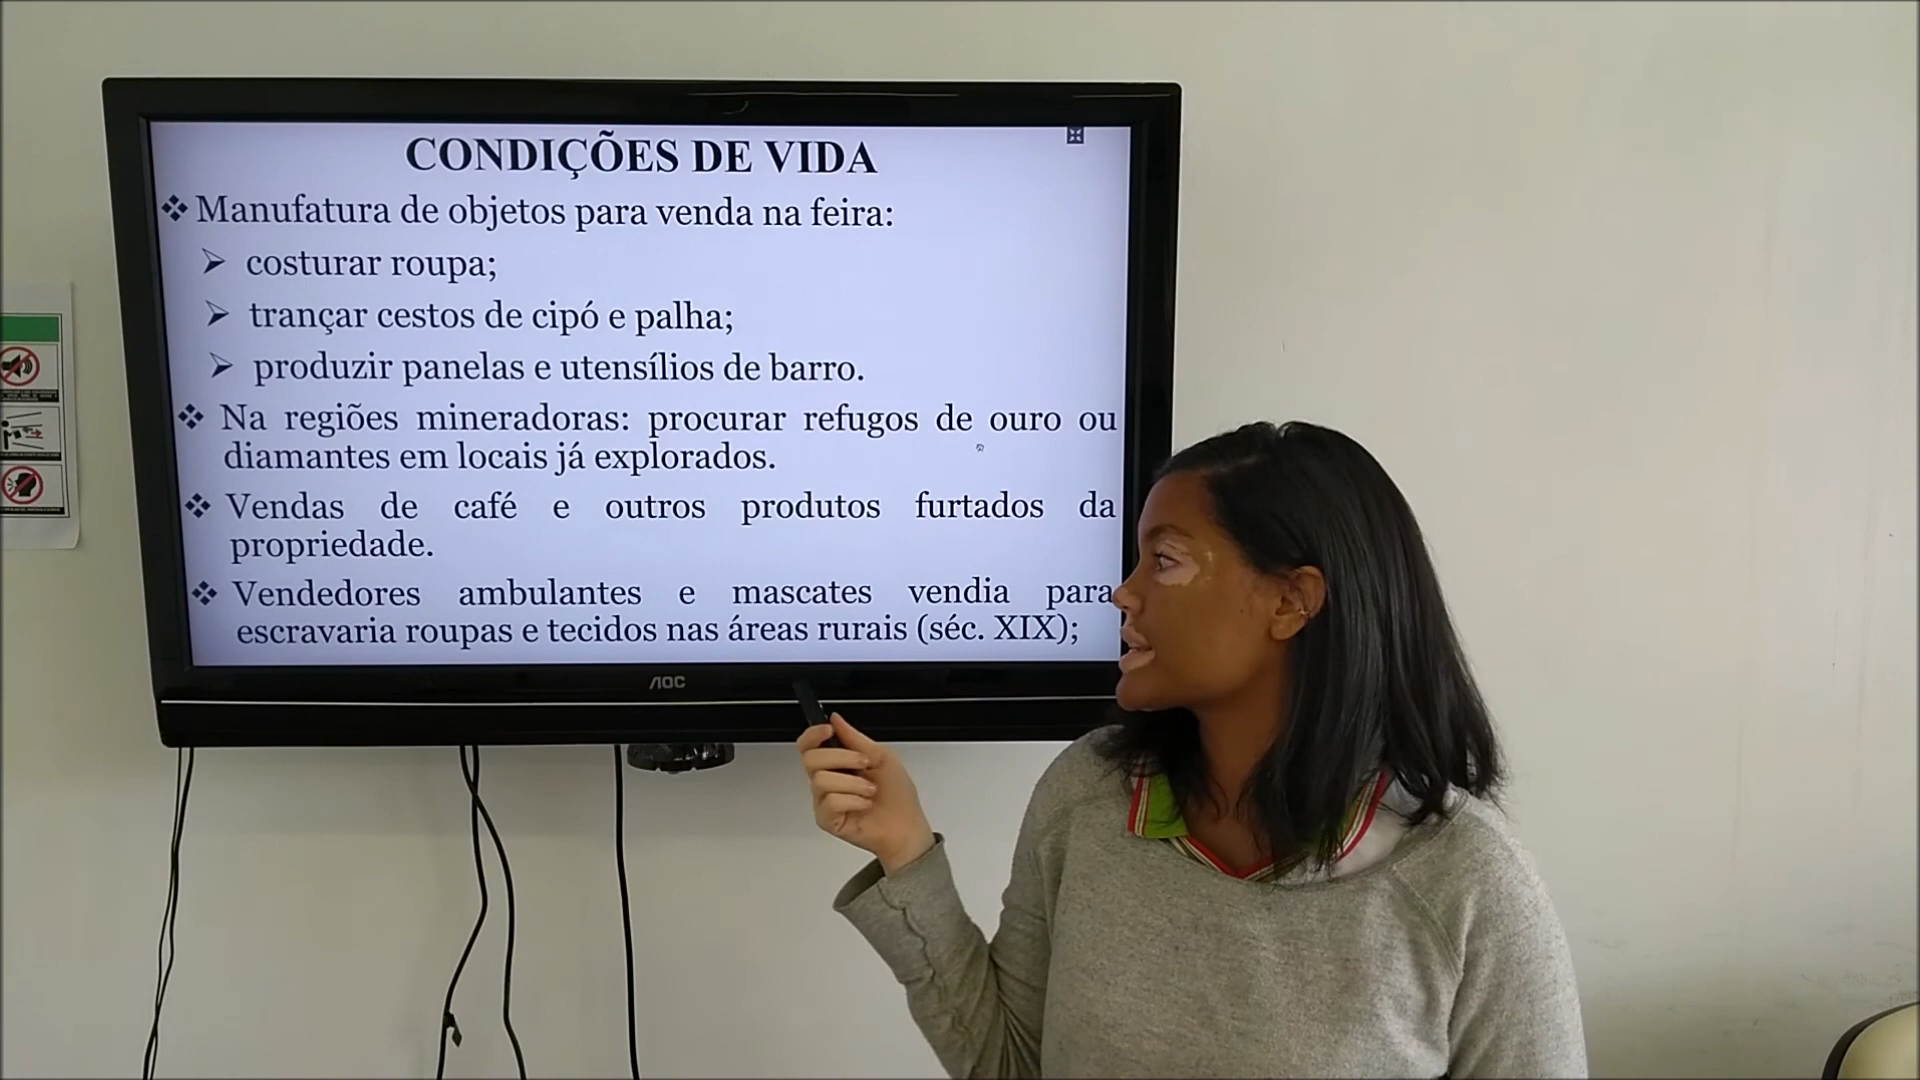 CONDIÇÕES DE VIDA
❖ Manufatura de objetos para venda na feira:
➢ costurar roupa;
➢ trançar cestos de cipó e palha;
➢ produzir panelas e utensílios de barro.
❖ Na regiões mineradoras: procurar refugos de ouro ou
diamantes em locais já explorados.
❖ Vendas de café e outros produtos furtados da
propriedade.
❖ Vendedores ambulantes e mascates vendia para
escravaria roupas e tecidos nas áreas rurais (séc. XIX);
AOC